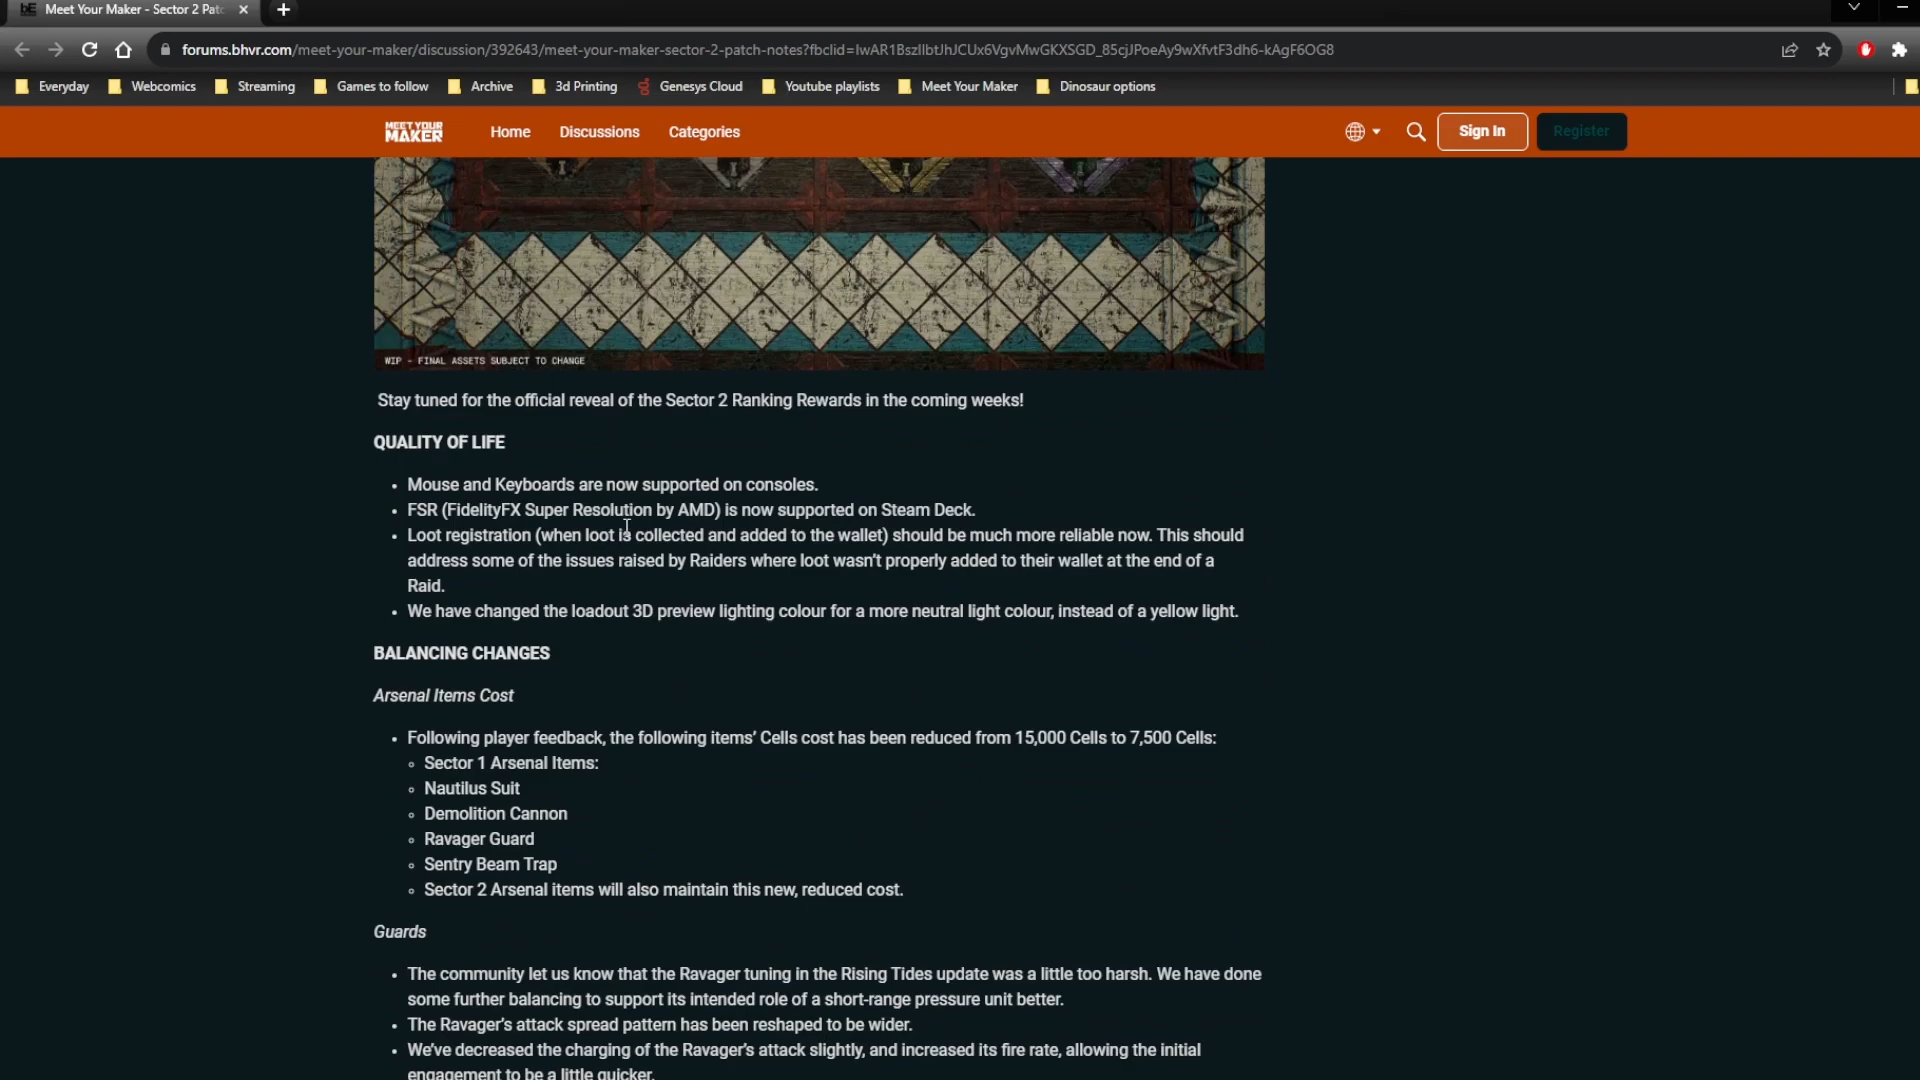 Meet Your Maker - Sector 2 Pat
forums.bhvr.com/meet-your-maker/discussion/392643/meet-your-maker-sector-2-patch-notes?fbclid=IwAR1BszIlbtJhJCUx6VgvMwGKXSGD_85cjJPoeAy9wXfvtF3dh6-kAgF6OG8
Everyday Webcomics Streaming Games to follow Archive 3d Printing Genesys Cloud Youtube playlists Meet Your Maker Dinosaur options
MEET YOUR
MAKER
Home Discussions Categories Sign In Register
WIP - FINAL ASSETS SUBJECT TO CHANGE
Stay tuned for the official reveal of the Sector 2 Ranking Rewards in the coming weeks!
QUALITY OF LIFE
• Mouse and Keyboards are now supported on consoles.
• FSR (FidelityFX Super Resolution by AMD) is now supported on Steam Deck.
• Loot registration (when loot is collected and added to the wallet) should be much more reliable now. This should
address some of the issues raised by Raiders where loot wasn't properly added to their wallet at the end of a
Raid.
• We have changed the loadout 3D preview lighting colour for a more neutral light colour, instead of a yellow light.
BALANCING CHANGES
Arsenal Items Cost
• Following player feedback, the following items' Cells cost has been reduced from 15,000 Cells to 7,500 Cells:
◦ Sector 1 Arsenal Items:
◦ Nautilus Suit
◦ Demolition Cannon
◦ Ravager Guard
◦ Sentry Beam Trap
◦ Sector 2 Arsenal items will also maintain this new, reduced cost.
Guards
• The community let us know that the Ravager tuning in the Rising Tides update was a little too harsh. We have done
some further balancing to support its intended role of a short-range pressure unit better.
• The Ravager's attack spread pattern has been reshaped to be wider.
• We've decreased the charging of the Ravager's attack slightly, and increased its fire rate, allowing the initial
engagement to be a little quicker.